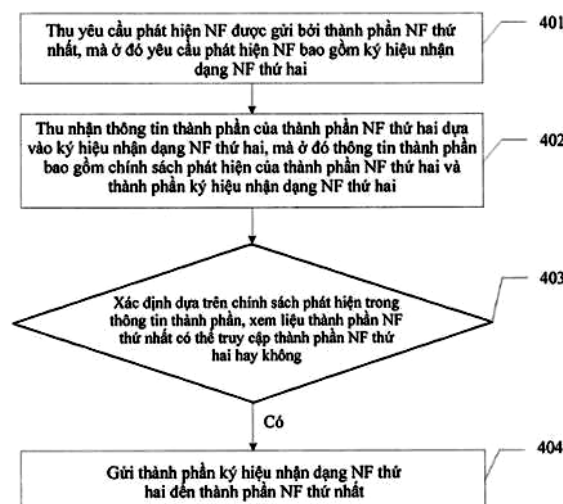 Thu yêu cầu phát hiện NF được gửi bởi thành phần NF thứ
nhất, mà ở đó yêu cầu phát hiện NF bao gồm ký hiệu nhận
dạng NF thứ hai
401
Thu nhận thông tin thành phần của thành phần NF thứ hai dựa
vào ký hiệu nhận dạng NF thứ hai, mà ở đó thông tin thành phần
bao gồm chính sách phát hiện của thành phần NF thứ hai và
thành phần ký hiệu nhận dạng NF thứ hai
402
Xác định dựa trên chính sách phát hiện trong
thông tin thành phần, xem liệu thành phần NF
thứ nhất có thể truy cập thành phần NF thứ
hai hay không
403
Có
Gửi thành phần ký hiệu nhận dạng NF thứ
hai đến thành phần NF thứ nhất
404